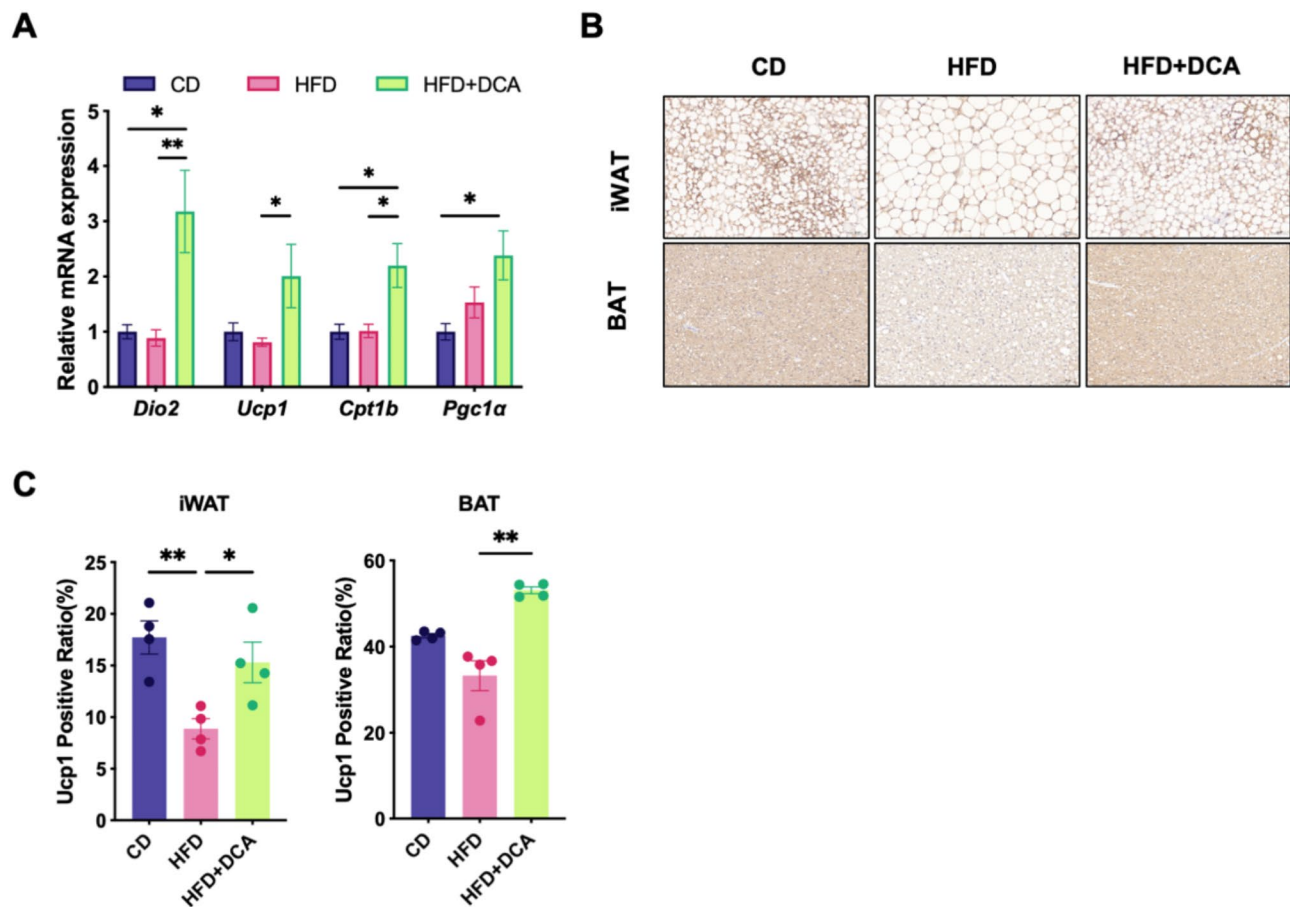 A
CD HFD HFD+DCA
Relative mRNA expression
5
4
3
2
1
0
* ** * * * *
Dio2 Ucp1 Cpt1b Pgc1α
B
CD HFD HFD+DCA
iWAT
BAT
C
iWAT
Ucp1 Positive Ratio(%)
25
20
15
10
5
0
** *
CD HFD HFD+DCA
BAT
Ucp1 Positive Ratio(%)
60
40
20
0
**
CD HFD HFD+DCA